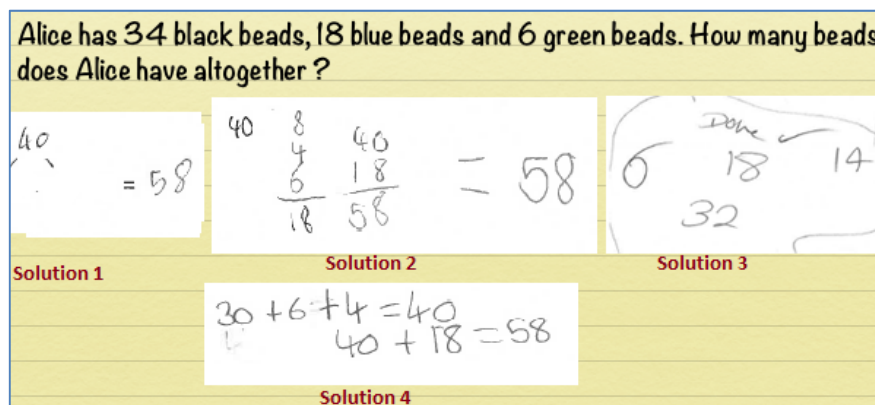 Alice has 34 black beads, 18 blue beads and 6 green beads. How many beads
does Alice have altogether ?
40
= 58
Solution 1
40
8
4
6
18
40
18
58
= 58
Solution 2
Done
6 18 14
32
Solution 3
30 + 6 + 4 = 40
40 + 18 = 58
Solution 4